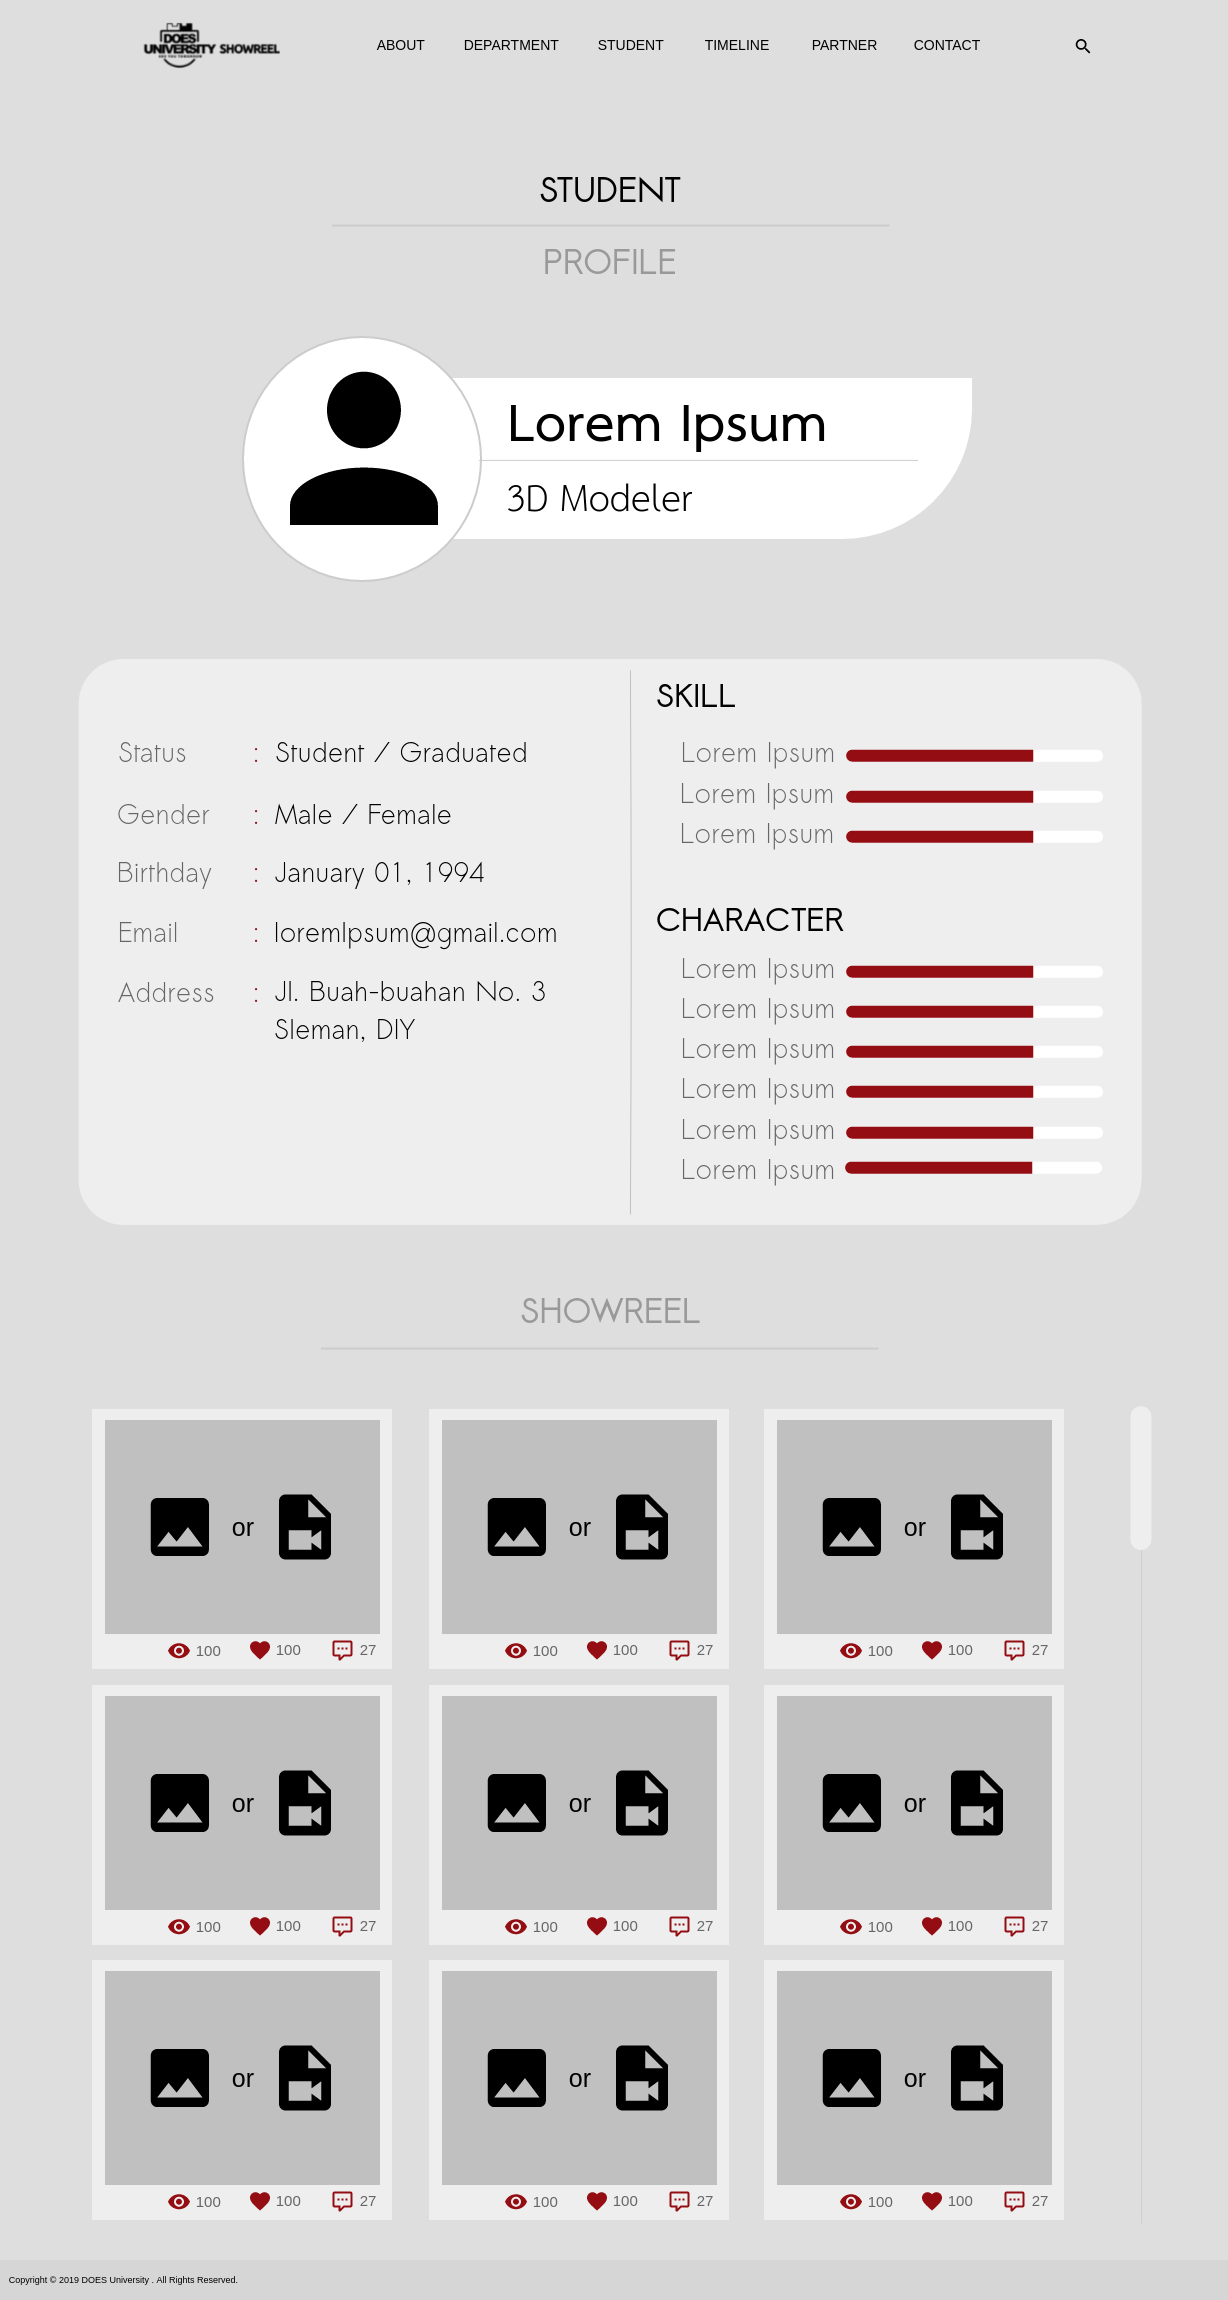 DOES
UNIVERSITY SHOWREEL
ABOUT DEPARTMENT STUDENT TIMELINE PARTNER CONTACT
STUDENT
PROFILE
Lorem Ipsum
3D Modeler
Status : Student / Graduated
Gender : Male / Female
Birthday : January 01, 1994
Email : loremIpsum@gmail.com
Address : Jl. Buah-buahan No. 3
Sleman, DIY
SKILL
Lorem Ipsum
Lorem Ipsum
Lorem Ipsum
CHARACTER
Lorem Ipsum
Lorem Ipsum
Lorem Ipsum
Lorem Ipsum
Lorem Ipsum
Lorem Ipsum
SHOWREEL
or or or
100 100 27 100 100 27 100 100 27
or or or
100 100 27 100 100 27 100 100 27
or or or
100 100 27 100 100 27 100 100 27
Copyright © 2019 DOES University . All Rights Reserved.